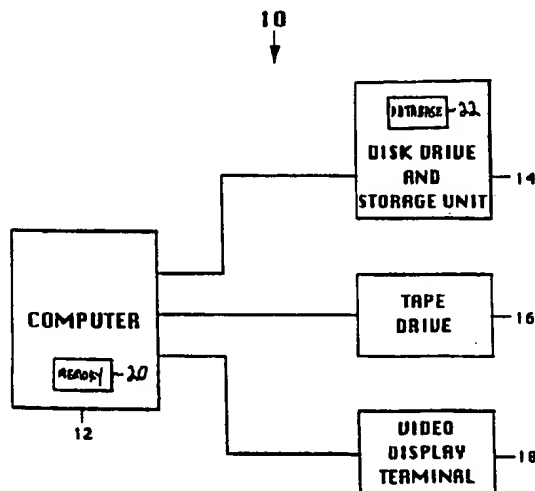 10
DATABASE 22
DISK DRIVE
AND
STORAGE UNIT
14
COMPUTER
MEMORY 20
12
TAPE
DRIVE
16
VIDEO
DISPLAY
TERMINAL
18